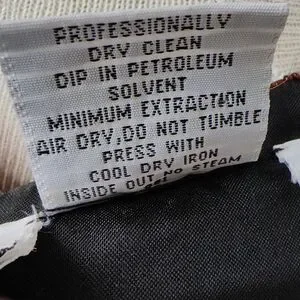 PROFESSIONALLY
DRY CLEAN
DIP IN PETROLEUM
SOLVENT
MINIMUM EXTRACTION
AIR DRY, DO NOT TUMBLE
PRESS WITH
COOL DRY IRON
INSIDE OUT NO STEAM